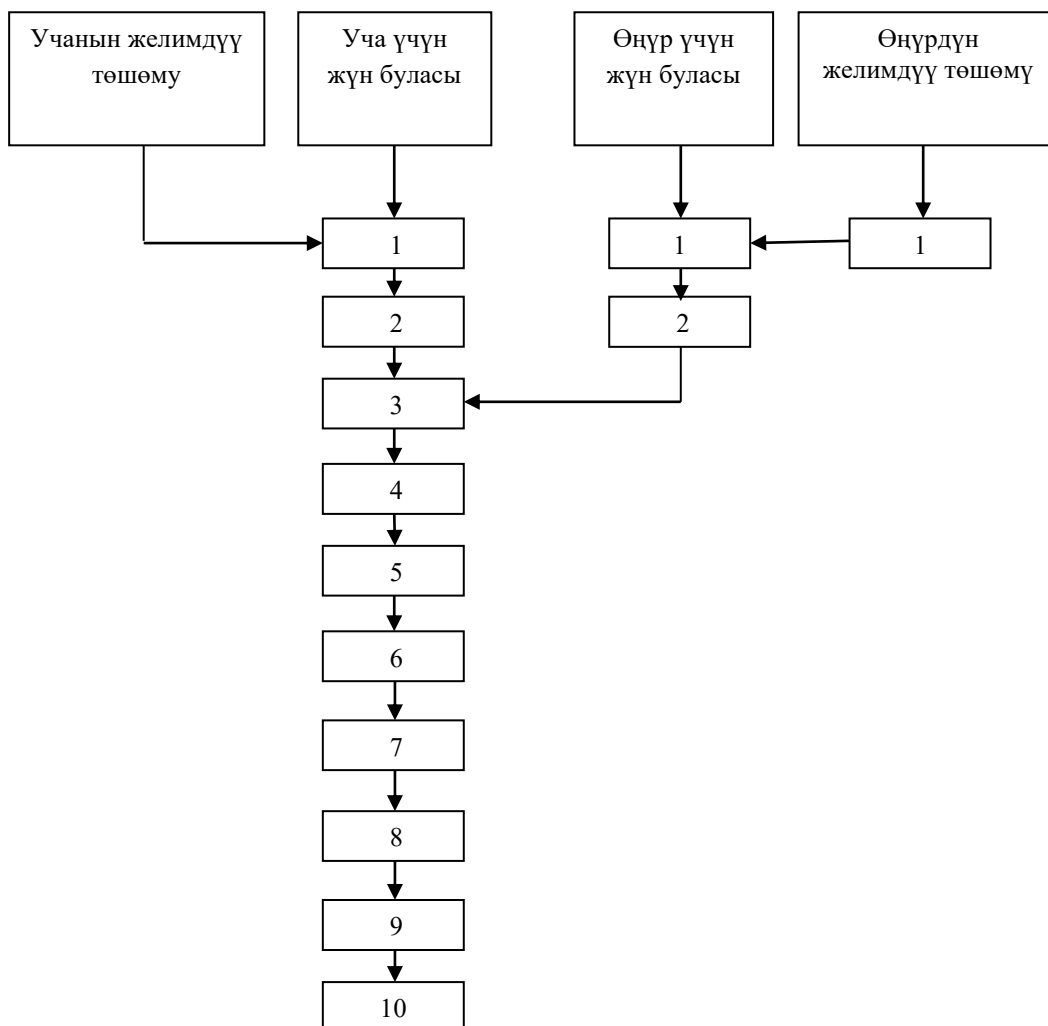 Учанын желимдүү
төшөмү
Уча үчүн
жүн буласы
Өңүр үчүн
жүн буласы
Өңүрдүн
желимдүү төшөмү
1
1
1
2
2
3
4
5
6
7
8
9
10